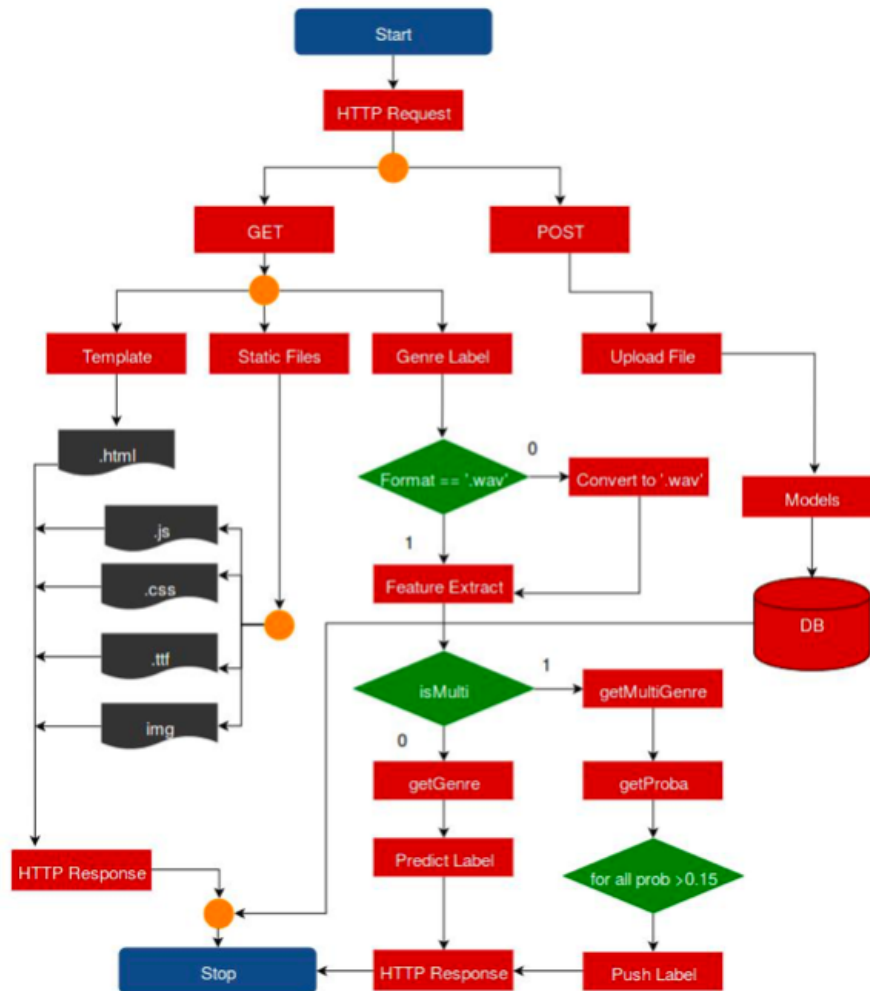 Start
HTTP Request
GET
POST
Template
Static Files
Genre Label
Upload File
.html
Format == '.wav'
0
Convert to '.wav'
Models
.js
1
.css
Feature Extract
DB
.ttf
isMulti
1
getMultiGenre
img
0
getGenre
getProba
HTTP Response
Predict Label
for all prob >0.15
Stop
HTTP Response
Push Label